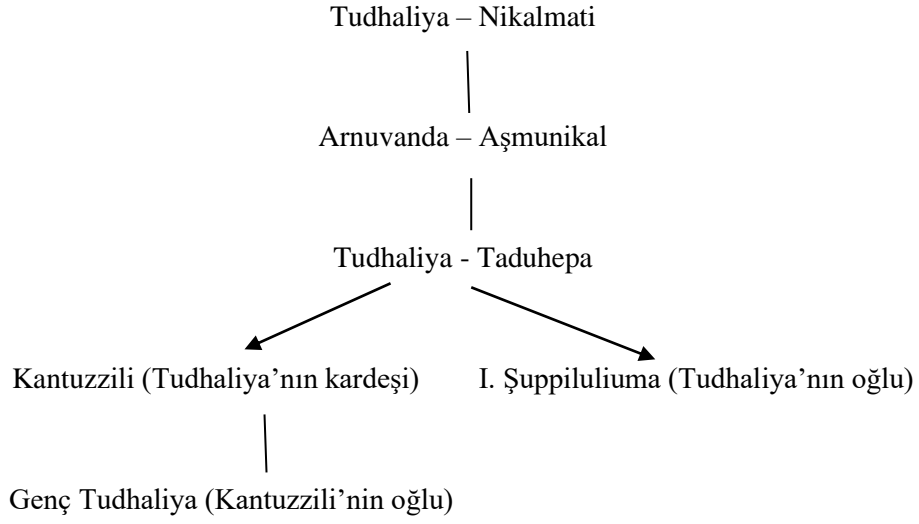 Tudhaliya – Nikalmati
Arnuvanda – Aşmunikal
Tudhaliya - Taduhepa
Kantuzzili (Tudhaliya’nın kardeşi) I. Şuppiluliuma (Tudhaliya’nın oğlu)
Genç Tudhaliya (Kantuzzili’nin oğlu)